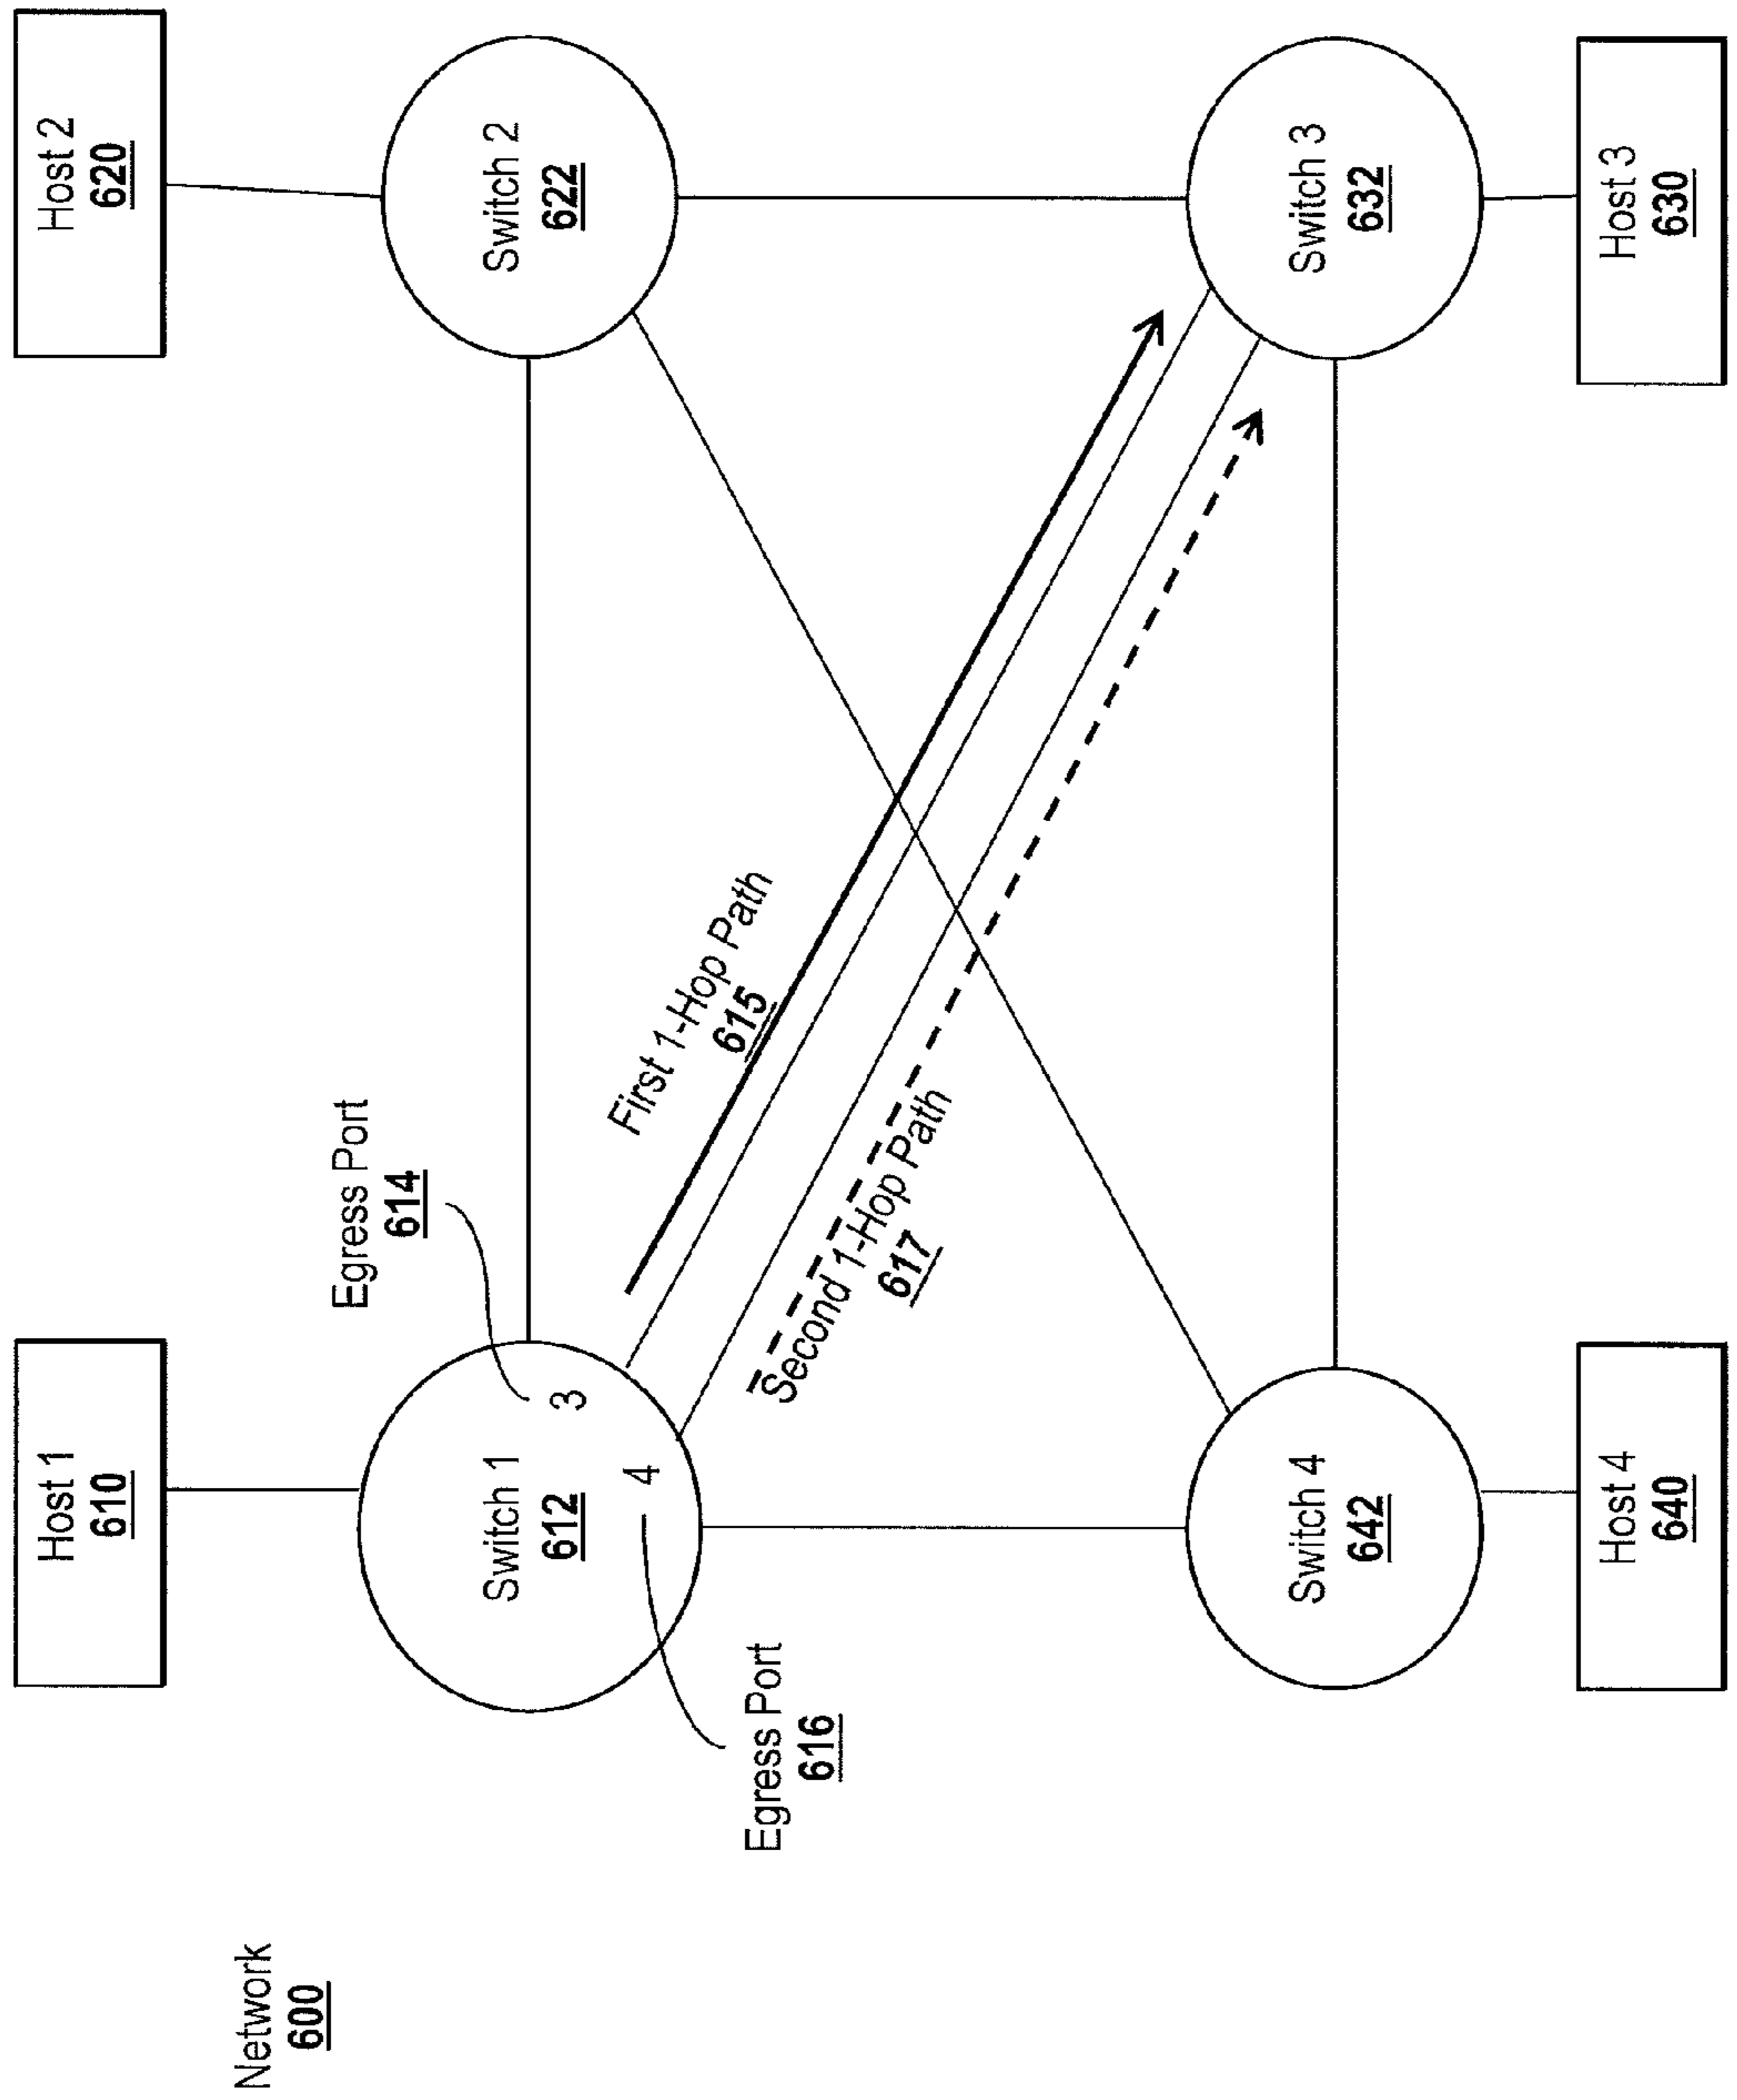 Network
600
Host 1
610
Host 2
620
Egress Port
614
Switch 1
612
3
4
Switch 2
622
First 1-Hop Path
615
Egress Port
616
Second 1-Hop Path
617
Switch 4
642
Switch 3
632
Host 4
640
Host 3
630